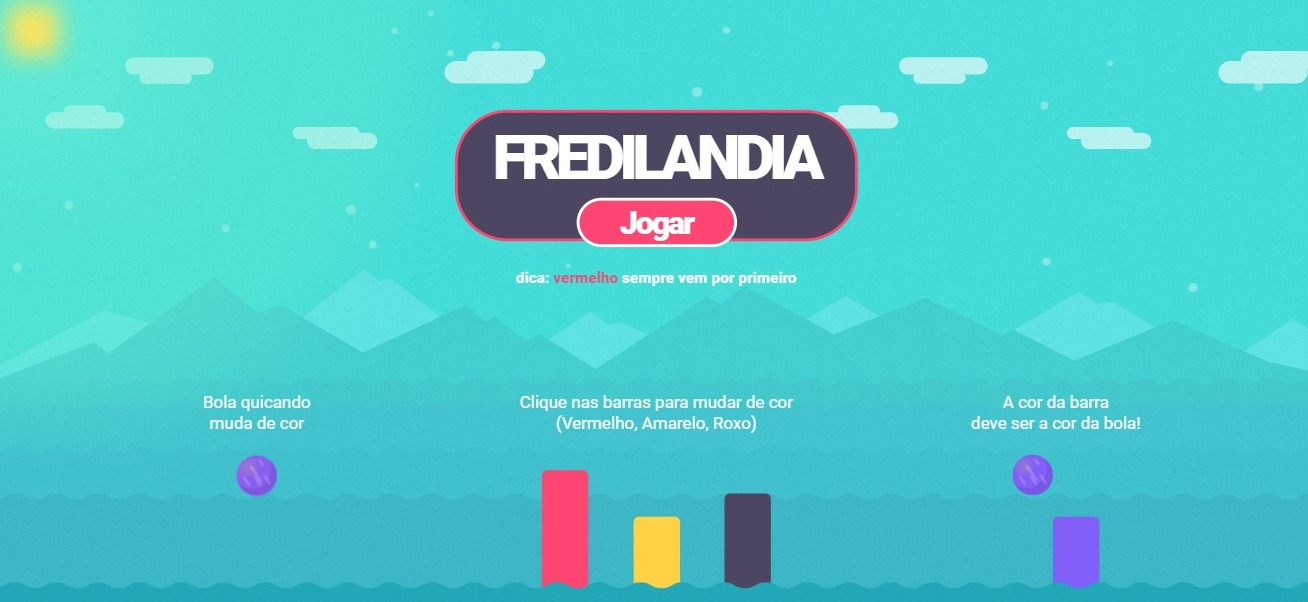 FREDILANDIA
Jogar
dica: vermelho sempre vem por primeiro
Bola quicando
muda de cor
Clique nas barras para mudar de cor
(Vermelho, Amarelo, Roxo)
A cor da barra
deve ser a cor da bola!